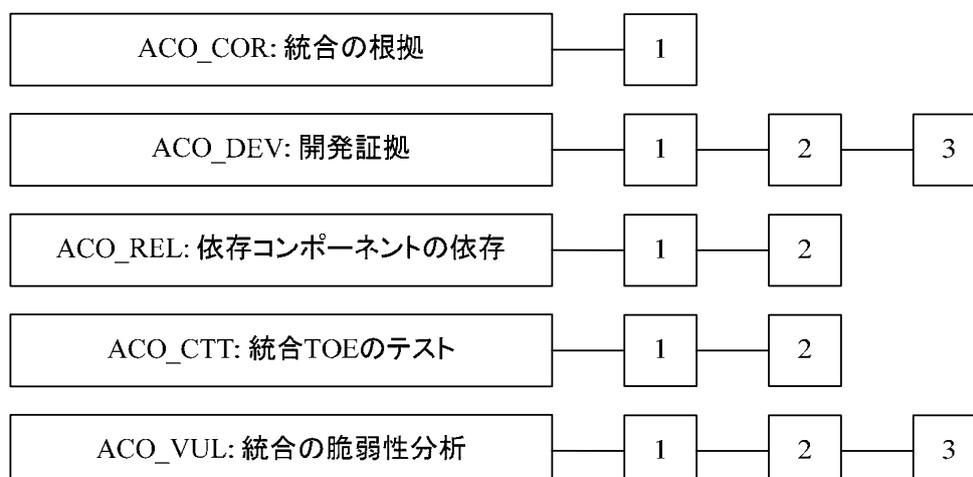 ACO_COR: 統合の根拠 1
ACO_DEV: 開発証拠 1 2 3
ACO_REL: 依存コンポーネントの依存 1 2
ACO_CTT: 統合TOEのテスト 1 2
ACO_VUL: 統合の脆弱性分析 1 2 3